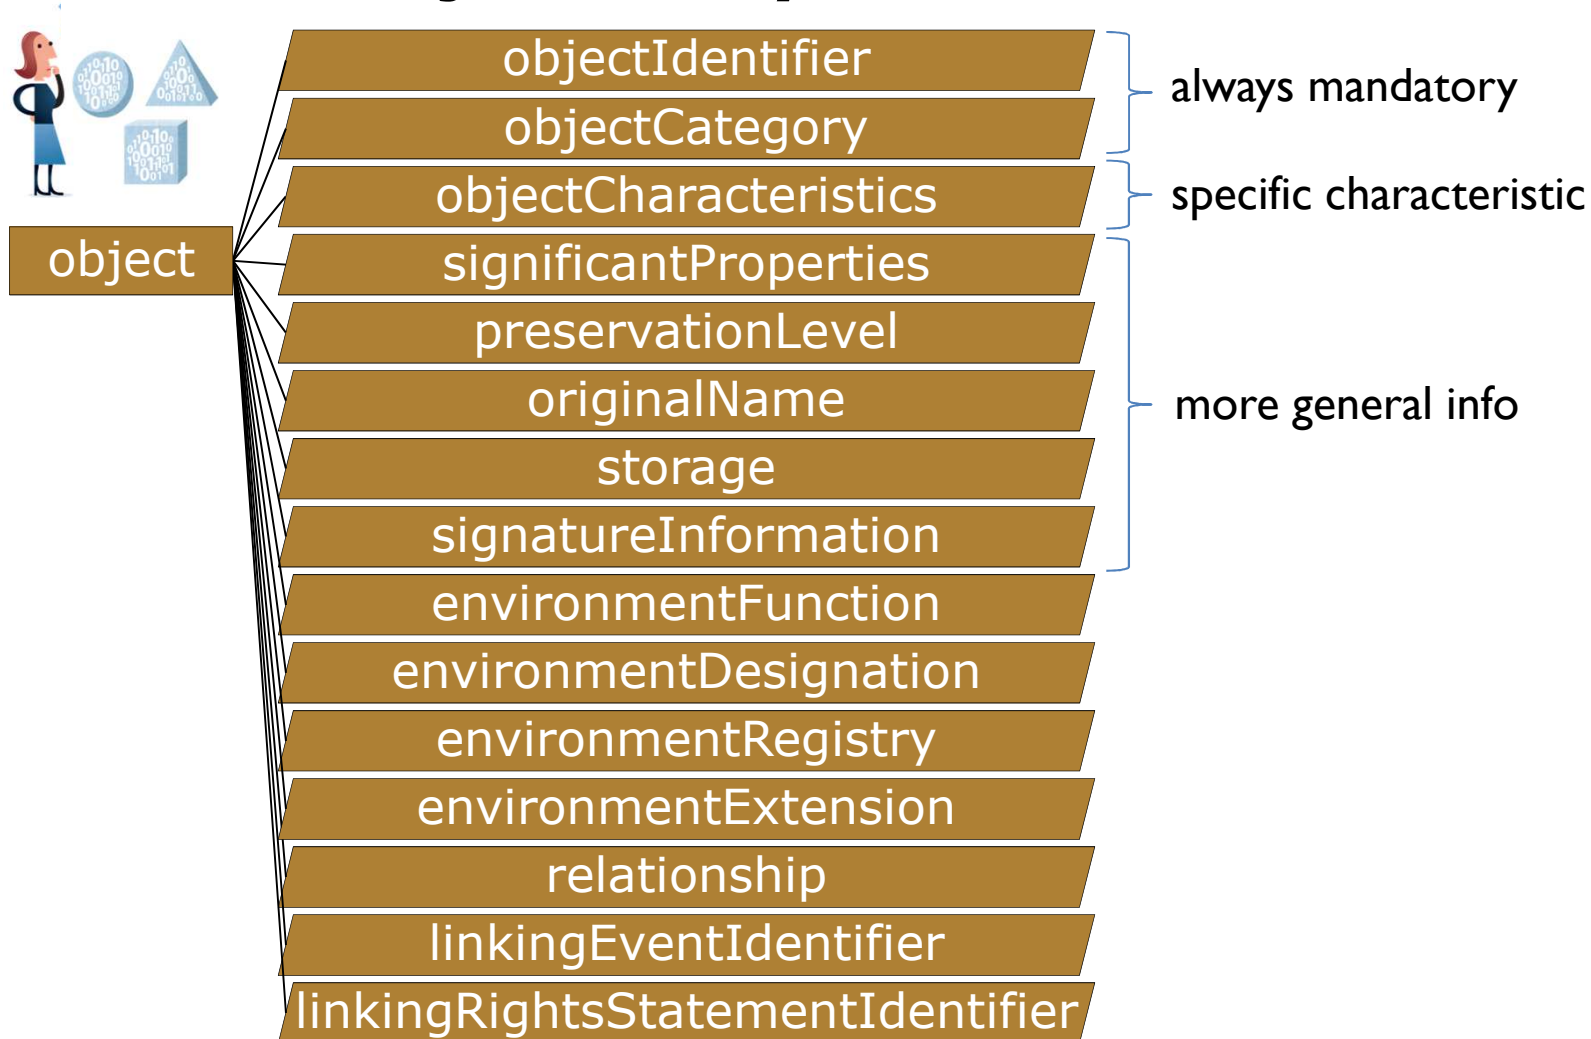 objectIdentifier
objectCategory
always mandatory
objectCharacteristics
specific characteristic
object
significantProperties
preservationLevel
originalName
more general info
storage
signatureInformation
environmentFunction
environmentDesignation
environmentRegistry
environmentExtension
relationship
linkingEventIdentifier
linkingRightsStatementIdentifier